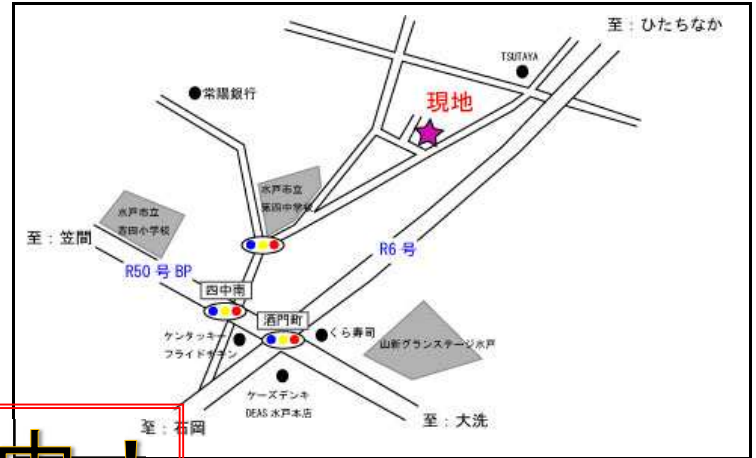 至：ひたちなか
TSUTAYA
常陽銀行
現地
水戸市立
第四中学校
水戸市立
吉田小学校
至：笠間
R6 号
R50 号 BP
四中南
酒門町
くら寿司
ケンタッキー
フライドチキン
山新グランステージ水戸
ケーズデンキ
DEAS 水戸本店
至：石岡
至：大洗